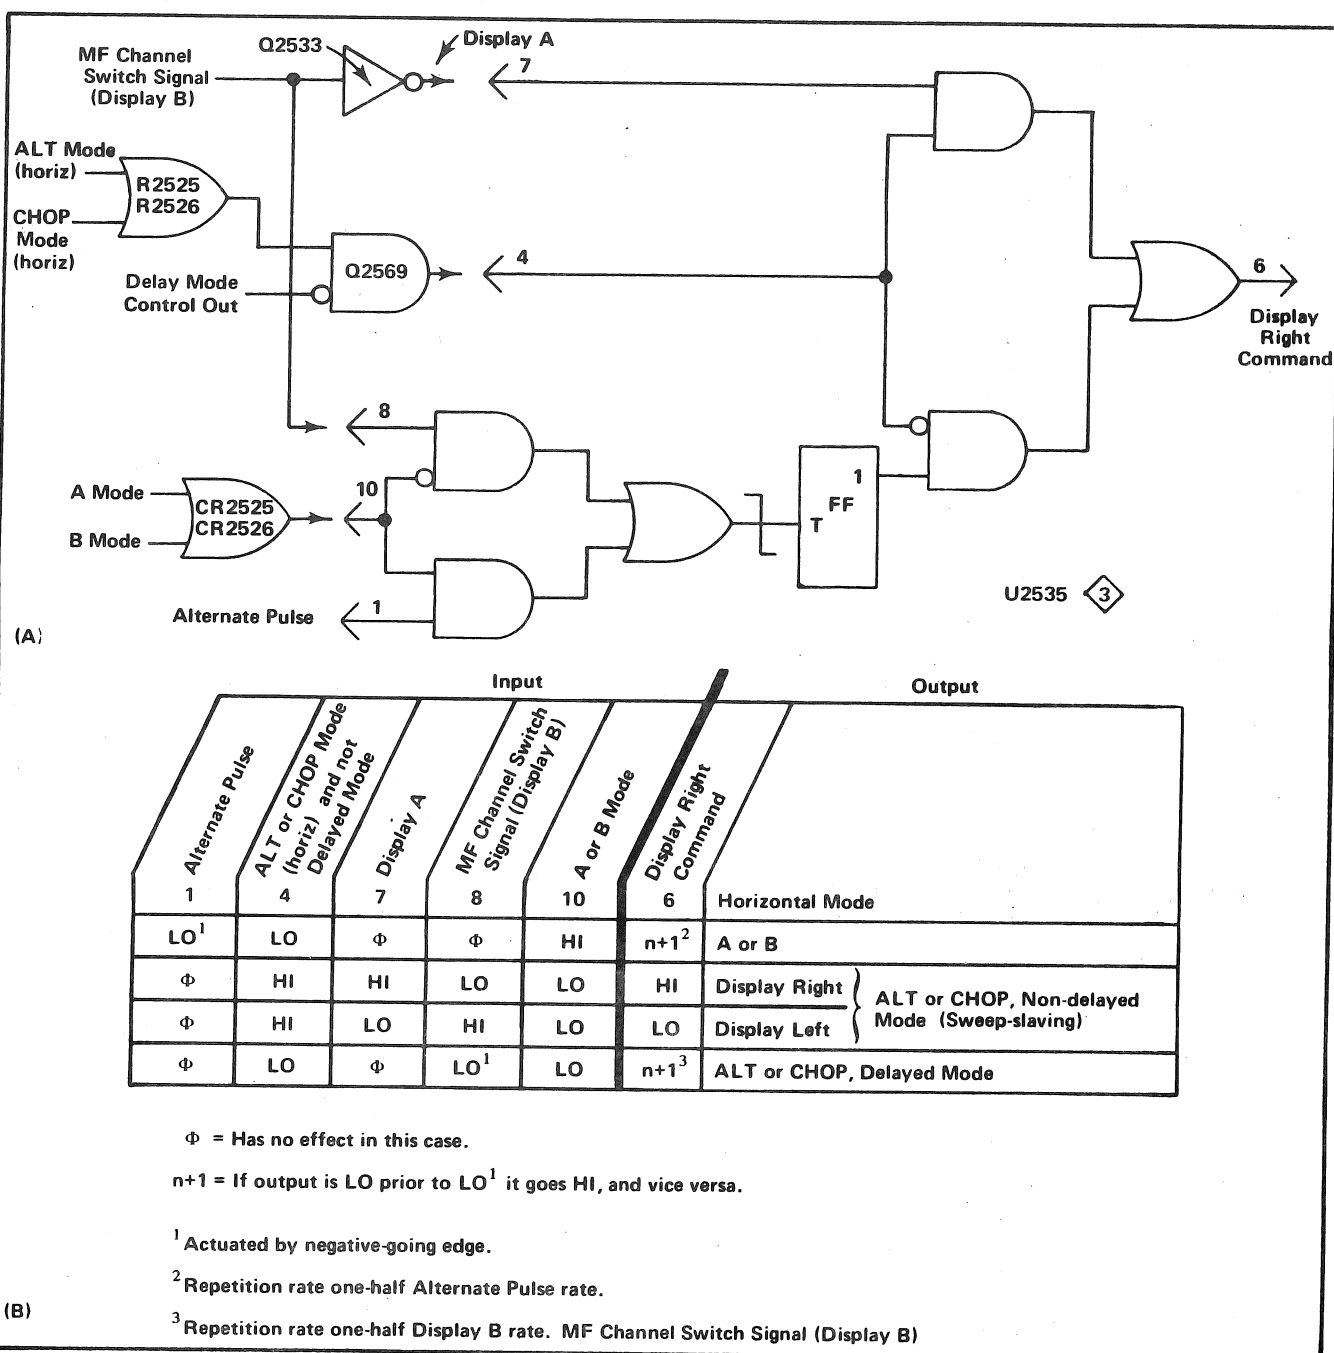 Q2533
Display A
MF Channel
Switch Signal
(Display B)
7
ALT Mode
(horiz)
R2525
R2526
CHOP
Mode
(horiz)
Q2569
4
6
Delay Mode
Control Out
Display
Right
Command
8
10
A Mode
CR2525
CR2526
B Mode
1
FF
T
U2535 3
Alternate Pulse
1
(A)
Input
Output
Alternate Pulse
ALT or CHOP Mode
(horiz) and not
Delayed Mode
Display A
MF Channel Switch
Signal (Display B)
A or B Mode
Display Right
Command
1 4 7 8 10 6 Horizontal Mode
LO¹ LO Φ Φ HI n+1² A or B
Φ HI HI LO LO HI Display Right
ALT or CHOP, Non-delayed
Mode (Sweep-slaving)
Φ HI LO HI LO LO Display Left
Φ LO Φ LO¹ LO n+1³ ALT or CHOP, Delayed Mode
Φ = Has no effect in this case.
n+1 = If output is LO prior to LO¹ it goes HI, and vice versa.
¹Actuated by negative-going edge.
²Repetition rate one-half Alternate Pulse rate.
(B)
³Repetition rate one-half Display B rate. MF Channel Switch Signal (Display B)